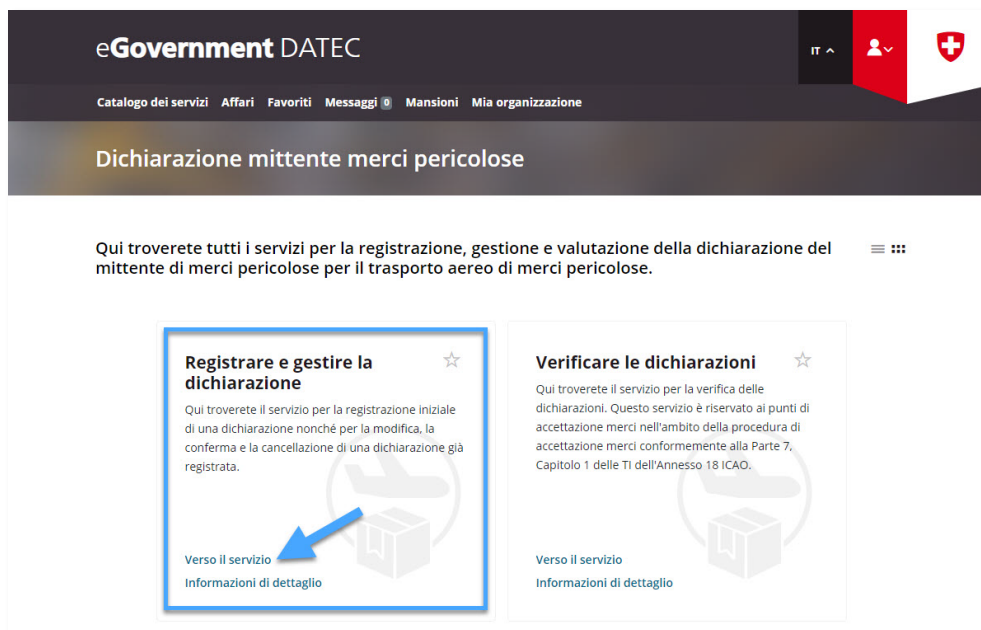 eGovernment DATEC
IT
Catalogo dei servizi Affari Favoriti Messaggi 0 Mansioni Mia organizzazione
Dichiarazione mittente merci pericolose
Qui troverete tutti i servizi per la registrazione, gestione e valutazione della dichiarazione del
mittente di merci pericolose per il trasporto aereo di merci pericolose.
Registrare e gestire la
dichiarazione
Qui troverete il servizio per la registrazione iniziale
di una dichiarazione nonché per la modifica, la
conferma e la cancellazione di una dichiarazione già
registrata.
Verso il servizio
Informazioni di dettaglio
Verificare le dichiarazioni
Qui troverete il servizio per la verifica delle
dichiarazioni. Questo servizio è riservato ai punti di
accettazione merci nell'ambito della procedura di
accettazione merci conformemente alla Parte 7,
Capitolo 1 delle TI dell'Annesso 18 ICAO.
Verso il servizio
Informazioni di dettaglio